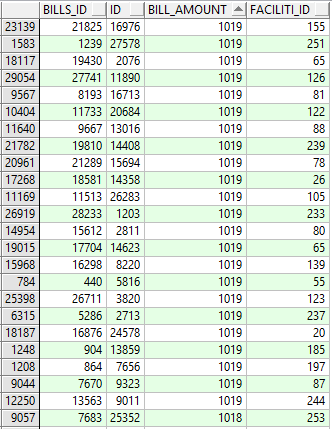 BILLS_ID ID BILL_AMOUNT FACILITI_ID
23139 21825 16976 1019 155
1583 1239 27578 1019 251
18117 19430 2076 1019 65
29054 27741 11890 1019 126
9567 8193 16713 1019 81
10404 11733 20684 1019 122
11640 9667 13016 1019 88
21782 19810 14408 1019 239
20961 21289 15694 1019 78
17268 18581 14358 1019 26
11169 11513 26283 1019 105
26919 28233 1203 1019 233
14954 15612 2811 1019 80
19015 17704 14623 1019 65
15968 16298 8220 1019 139
784 440 5816 1019 55
25398 26711 3820 1019 123
6315 5286 2713 1019 237
18187 16876 24578 1019 20
1248 904 13859 1019 185
1208 864 7656 1019 197
9044 7670 9323 1019 87
12250 13563 9011 1019 244
9057 7683 25352 1018 253